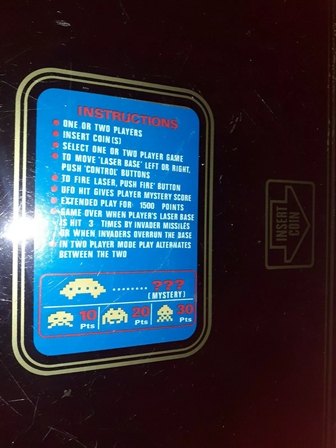 INSTRUCTIONS
ONE OR TWO PLAYERS
INSERT COIN(S)
SELECT ONE OR TWO PLAYER GAME
TO MOVE 'LASER BASE' LEFT OR RIGHT,
PUSH 'CONTROL' BUTTONS
TO FIRE LASER, PUSH 'FIRE' BUTTON
UFO HIT GIVES PLAYER MYSTERY SCORE
EXTENDED PLAY FOR 1500 POINTS
GAME OVER WHEN PLAYER'S LASER BASE
IS HIT 3 TIMES BY INVADER MISSILES
OR WHEN INVADERS OVERRUN THE BASE
IN TWO PLAYER MODE PLAY ALTERNATES
BETWEEN THE TWO
........ ???
(MYSTERY)
10 Pts 20 Pts 30 Pts
INSERT
COIN